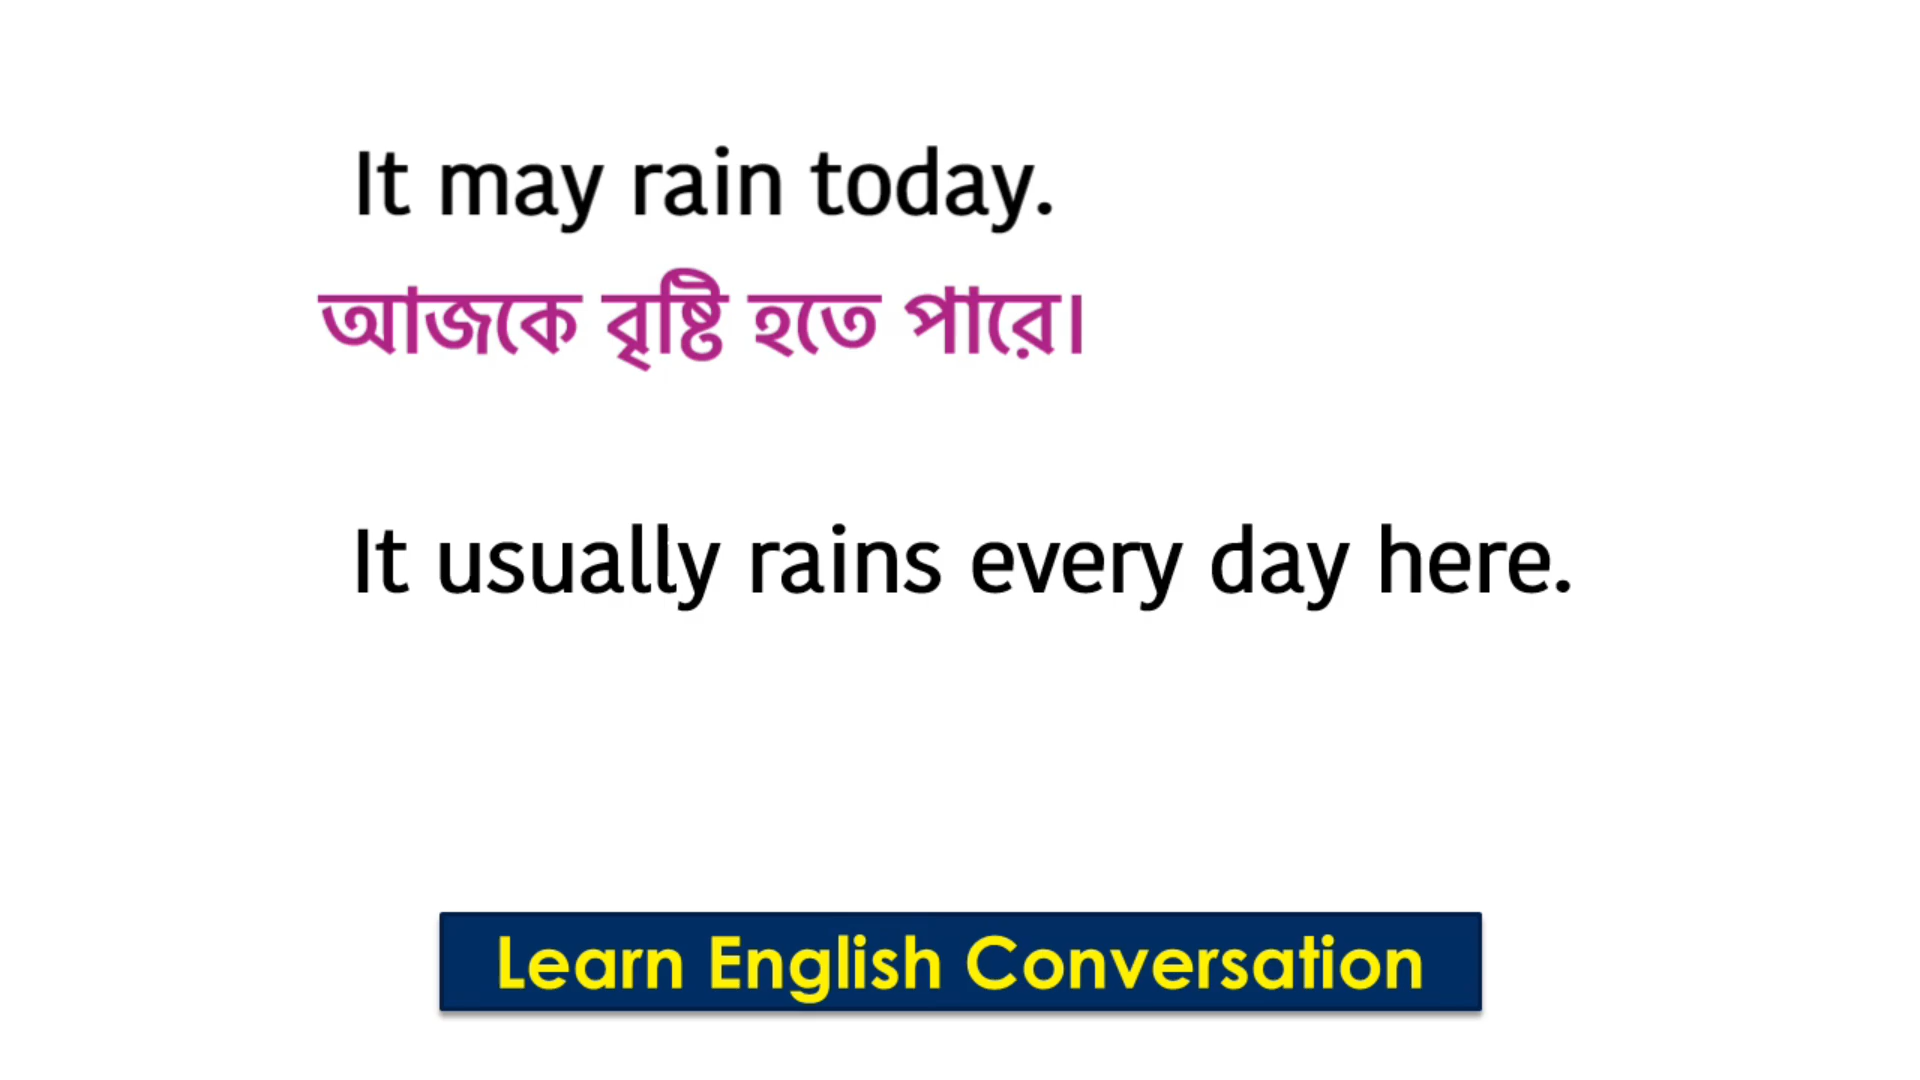 It may rain today.
আজকে বৃষ্টি হতে পারে।
It usually rains every day here.
Learn English Conversation